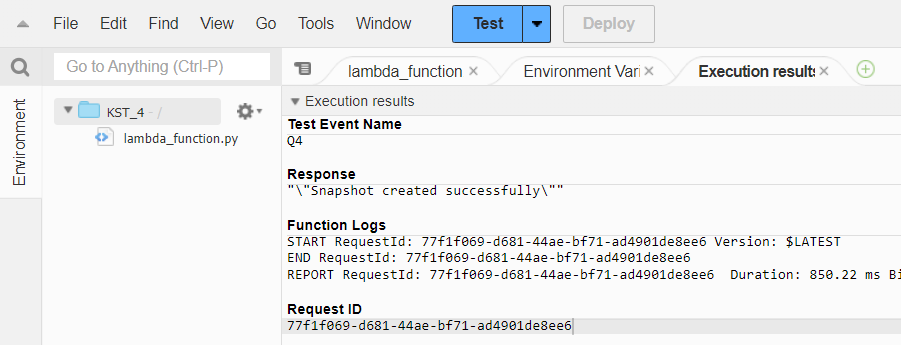 File Edit Find View Go Tools Window Test Deploy
Go to Anything (Ctrl-P)
lambda_function Environment Vari Execution results
Environment
KST_4 - /
lambda_function.py
Execution results
Test Event Name
Q4
Response
"\"Snapshot created successfully\""
Function Logs
START RequestId: 77f1f069-d681-44ae-bf71-ad4901de8ee6 Version: $LATEST
END RequestId: 77f1f069-d681-44ae-bf71-ad4901de8ee6
REPORT RequestId: 77f1f069-d681-44ae-bf71-ad4901de8ee6 Duration: 850.22 ms Bi
Request ID
77f1f069-d681-44ae-bf71-ad4901de8ee6